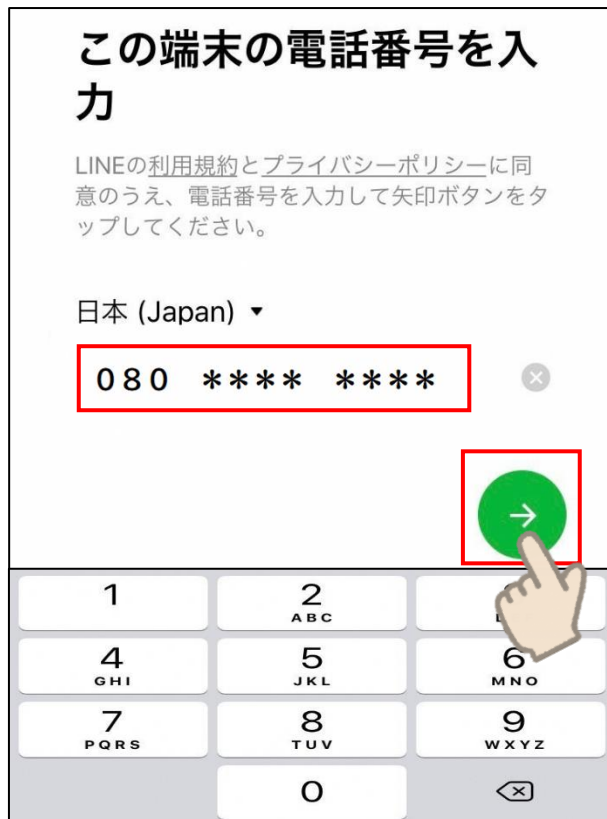 この端末の電話番号を入
力
LINEの利用規約とプライバシーポリシーに同
意のうえ、電話番号を入力して矢印ボタンをタ
ップしてください。
日本 (Japan) ▼
080 **** ****
1
2
ABC
4
GHI
5
JKL
6
MNO
7
PQRS
8
TUV
9
WXYZ
0